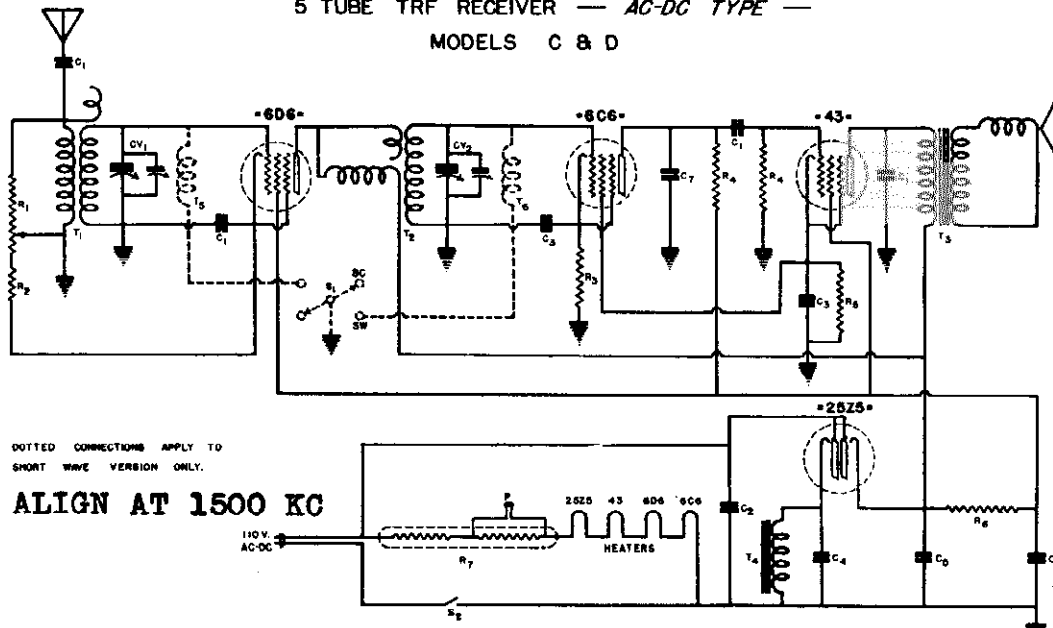 5 TUBE TRF RECEIVER — AC-DC TYPE —
MODELS C & D
C1
"6D6"
"6C6"
"43"
R1
R2
T1
CV1
T5
C1
CV2
T2
T6
C3
R3
C7
R4
C1
R4
C3
R5
T3
S1
BC
SW
"25Z5"
DOTTED CONNECTIONS APPLY TO
SHORT WAVE VERSION ONLY.
ALIGN AT 1500 KC
110 V.
AC-DC
R7
P
25Z5 43 6D6 6C6
HEATERS
S2
C2
T4
C4
C5
R6